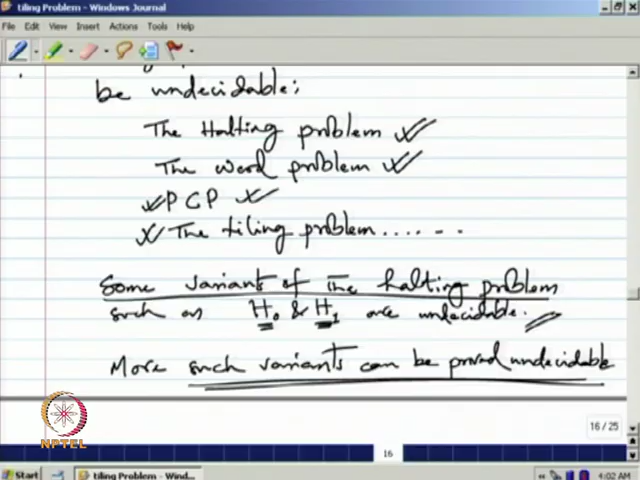 tiling Problem - Windows Journal
File Edit View Insert Actions Tools Help
be undecidable;
The Halting problem
The word problem
PCP
The tiling problem.......
Some variants of the halting problem
such as H0 & H1 are undecidable.
More such variants can be proved undecidable
NPTEL
16 / 25
16
Start
tiling Problem - Wind...
4:02 AM